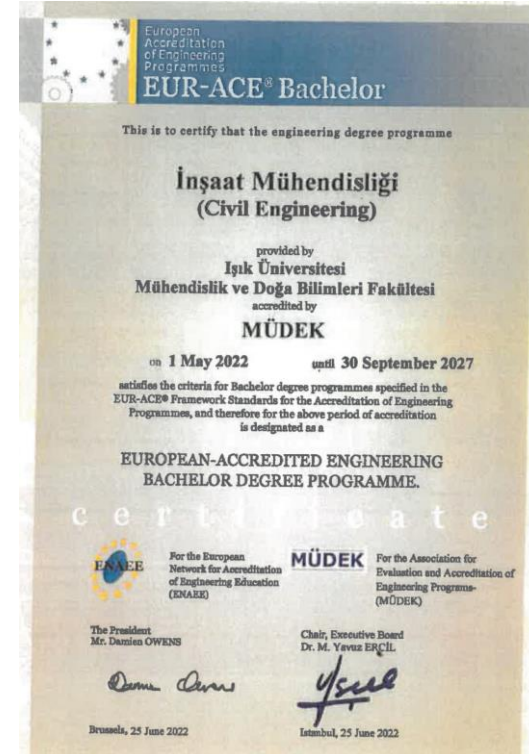 European
Accreditation
of Engineering
Programmes
EUR-ACE® Bachelor
This is to certify that the engineering degree programme
İnşaat Mühendisliği
(Civil Engineering)
provided by
Işık Üniversitesi
Mühendislik ve Doğa Bilimleri Fakültesi
accredited by
MÜDEK
on 1 May 2022 until 30 September 2027
satisfies the criteria for Bachelor degree programmes specified in the
EUR-ACE® Framework Standards for the Accreditation of Engineering
Programmes, and therefore for the above period of accreditation
is designated as a
EUROPEAN-ACCREDITED ENGINEERING
BACHELOR DEGREE PROGRAMME.
certificate
ENAEE
For the European
Network for Accreditation
of Engineering Education
(ENAEE)
MÜDEK
For the Association for
Evaluation and Accreditation of
Engineering Programs-
(MÜDEK)
The President
Mr. Damien OWENS
Chair, Executive Board
Dr. M. Yavuz ERÇİL
Brussels, 25 June 2022
Istanbul, 25 June 2022